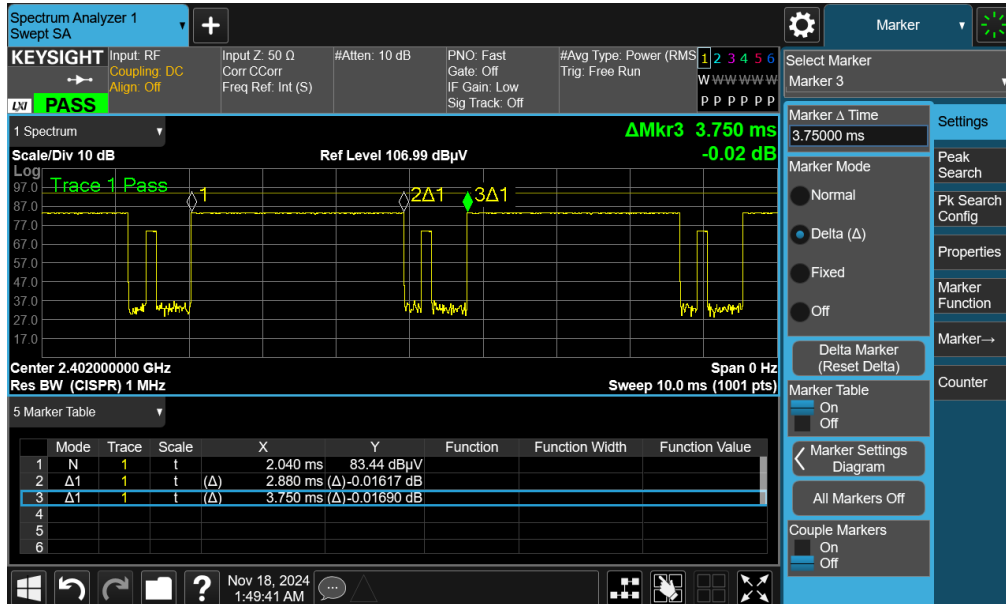 Spectrum Analyzer 1
Swept SA
+
Marker
KEYSIGHT
Input: RF
Coupling: DC
Align: Off
Input Z: 50 Ω
Corr CCorr
Freq Ref: Int (S)
#Atten: 10 dB
PNO: Fast
Gate: Off
IF Gain: Low
Sig Track: Off
#Avg Type: Power (RMS
Trig: Free Run
1 2 3 4 5 6
W W W W W W
P P P P P P
LXI PASS
Select Marker
Marker 3
1 Spectrum
ΔMkr3 3.750 ms
-0.02 dB
Scale/Div 10 dB
Ref Level 106.99 dBµV
Log
Trace 1 Pass
97.0
87.0
77.0
67.0
57.0
47.0
37.0
27.0
17.0
1
2Δ1
3Δ1
Center 2.402000000 GHz
Res BW (CISPR) 1 MHz
Span 0 Hz
Sweep 10.0 ms (1001 pts)
5 Marker Table
Mode Trace Scale X Y Function Function Width Function Value
1 N 1 t 2.040 ms 83.44 dBµV
2 Δ1 1 t (Δ) 2.880 ms (Δ)-0.01617 dB
3 Δ1 1 t (Δ) 3.750 ms (Δ)-0.01690 dB
4
5
6
Marker Δ Time
3.75000 ms
Marker Mode
Normal
Delta (Δ)
Fixed
Off
Delta Marker
(Reset Delta)
Marker Table
On
Off
Marker Settings
Diagram
All Markers Off
Couple Markers
On
Off
Settings
Peak
Search
Pk Search
Config
Properties
Marker
Function
Marker→
Counter
?
Nov 18, 2024
1:49:41 AM